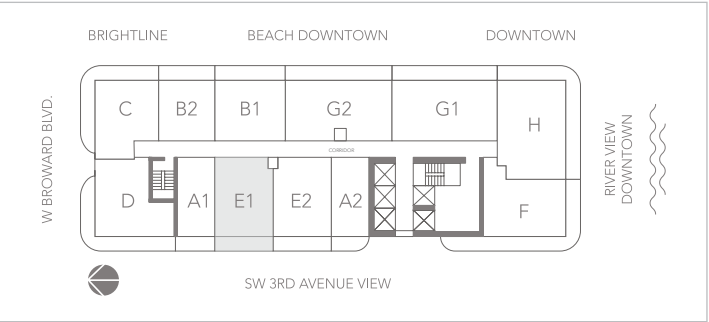 BRIGHTLINE
BEACH DOWNTOWN
DOWNTOWN
W BROWARD BLVD.
C
B2
B1
G2
G1
H
CORRIDOR
RIVER VIEW
DOWNTOWN
D
A1
E1
E2
A2
F
SW 3RD AVENUE VIEW